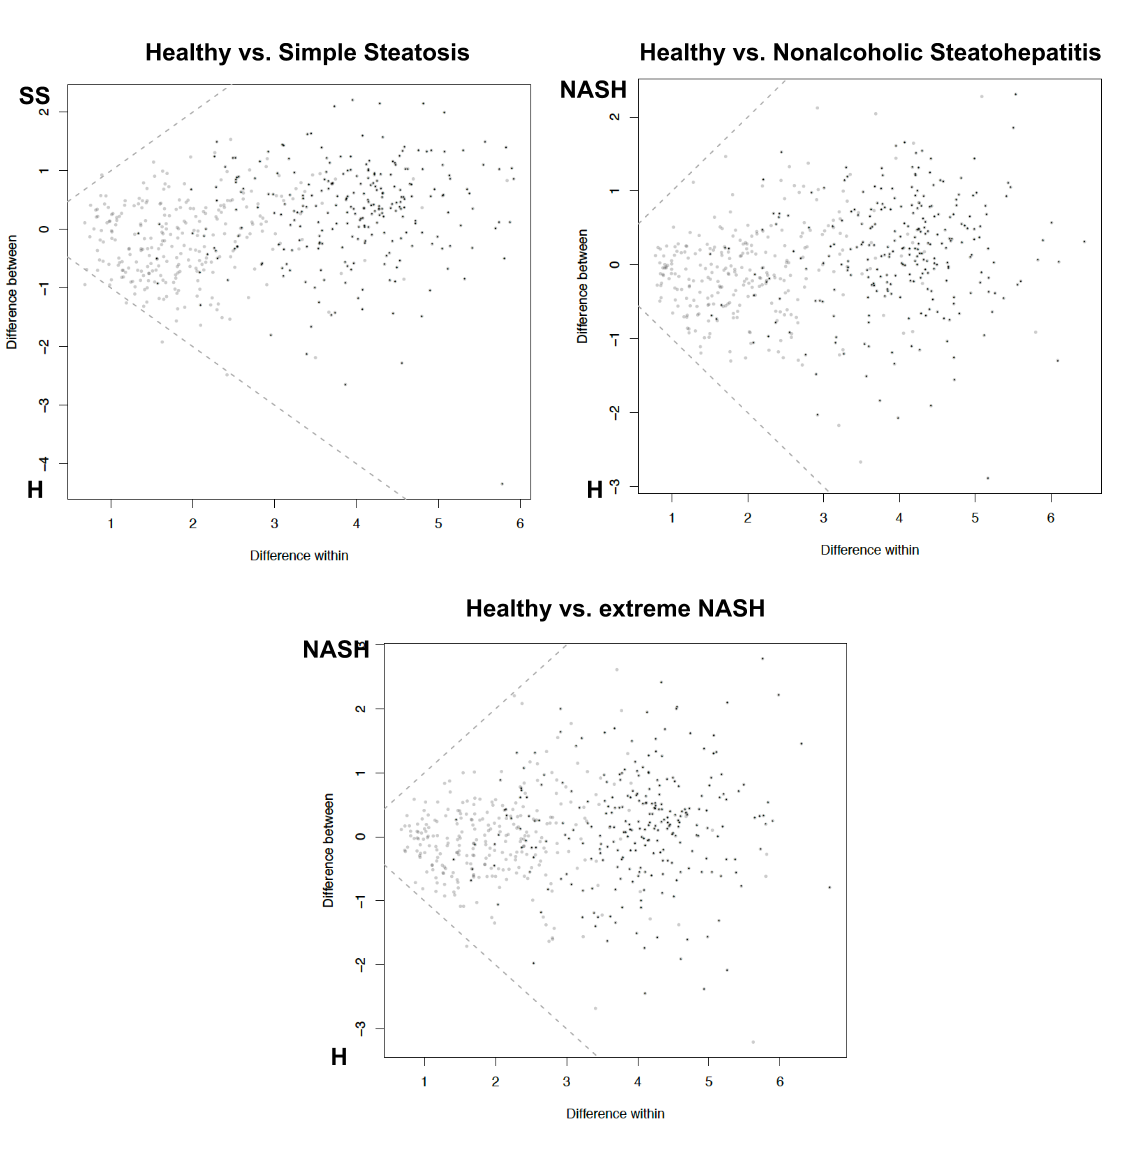 Healthy vs. Simple Steatosis
SS
2
1
0
−1
−2
−3
−4
H
Difference between
1 2 3 4 5 6
Difference within
Healthy vs. Nonalcoholic Steatohepatitis
NASH
2
1
0
−1
−2
−3
H
Difference between
1 2 3 4 5 6
Difference within
Healthy vs. extreme NASH
NASH
3
2
1
0
−1
−2
−3
H
Difference between
1 2 3 4 5 6
Difference within